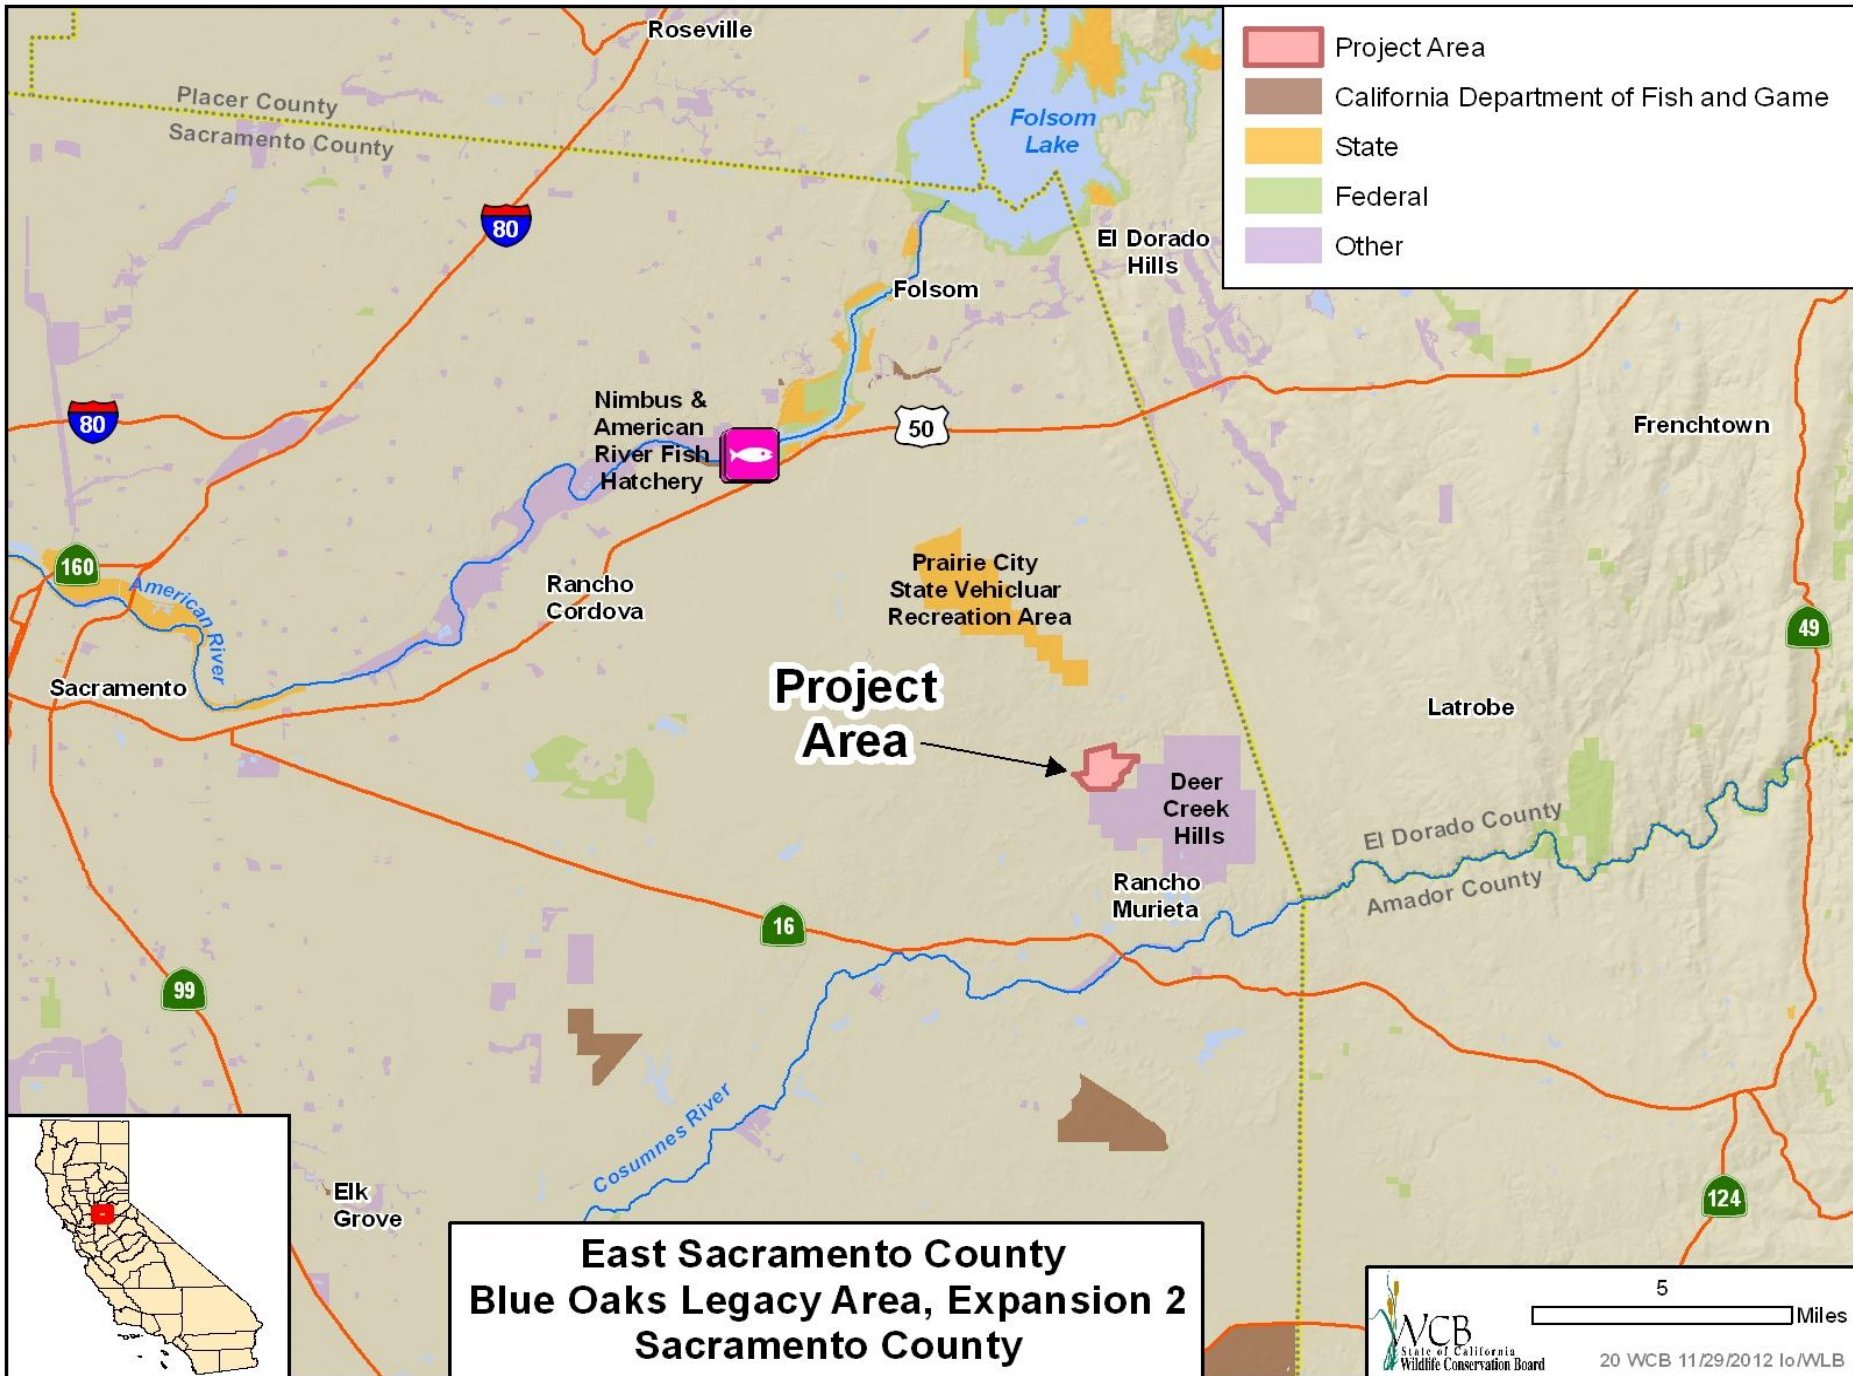 Roseville
Placer County
Sacramento County
Folsom
Lake
80
El Dorado
Hills
Folsom
Project Area
California Department of Fish and Game
State
Federal
Other
80
Nimbus &
American
River Fish
Hatchery
50
Frenchtown
160
American River
Rancho
Cordova
Prairie City
State Vehicluar
Recreation Area
49
Sacramento
Project
Area
Latrobe
Deer
Creek
Hills
El Dorado County
Amador County
Rancho
Murieta
16
99
Cosumnes River
Elk
Grove
124
East Sacramento County
Blue Oaks Legacy Area, Expansion 2
Sacramento County
5
Miles
WCB
State of California
Wildlife Conservation Board
20 WCB 11/29/2012 lo/WLB